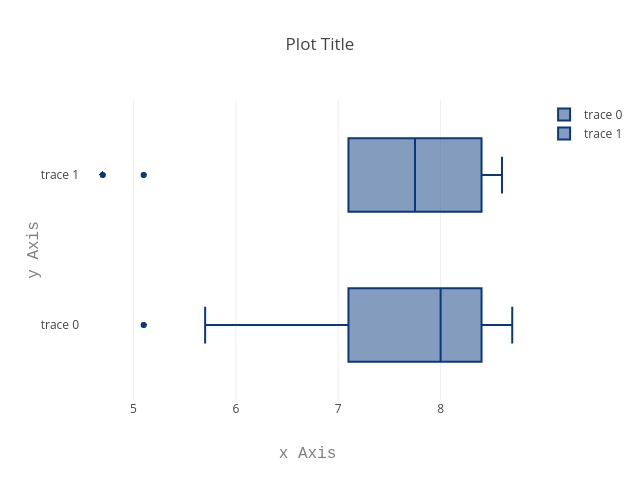 Plot Title
trace 0
trace 1
trace 1
y Axis
trace 0
5 6 7 8
x Axis